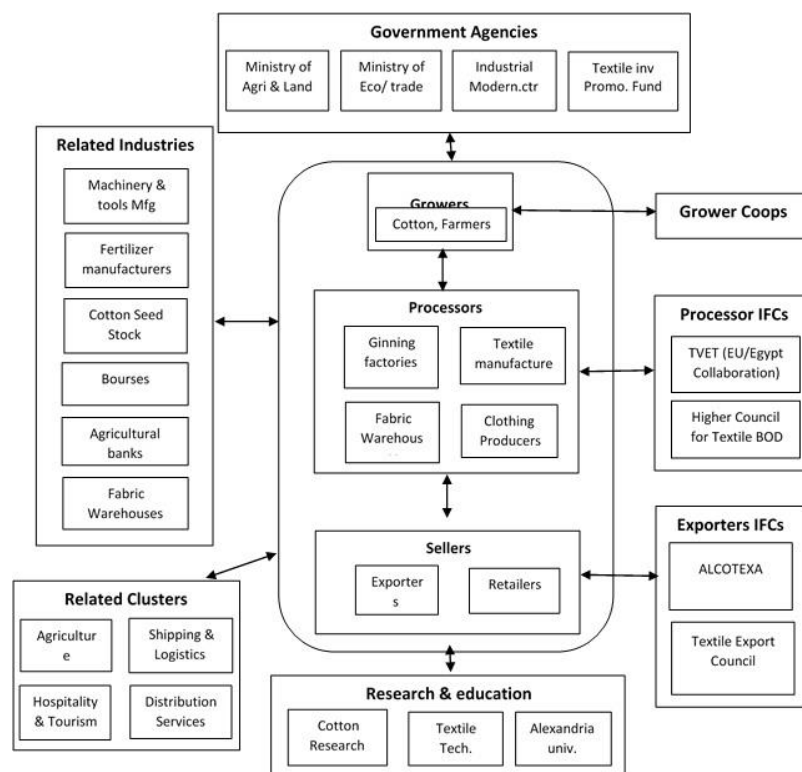 Government Agencies
Ministry of
Agri & Land
Ministry of
Eco/ trade
Industrial
Modern.ctr
Textile inv
Promo. Fund
Related Industries
Machinery &
tools Mfg
Fertilizer
manufacturers
Cotton Seed
Stock
Bourses
Agricultural
banks
Fabric
Warehouses
Growers
Cotton, Farmers
Grower Coops
Processors
Ginning
factories
Textile
manufacture
Fabric
Warehous
Clothing
Producers
Processor IFCs
TVET (EU/Egypt
Collaboration)
Higher Council
for Textile BOD
Sellers
Exporter
s
Retailers
Exporters IFCs
ALCOTEXA
Textile Export
Council
Related Clusters
Agricultur
e
Shipping &
Logistics
Hospitality
& Tourism
Distribution
Services
Research & education
Cotton
Research
Textile
Tech.
Alexandria
univ.